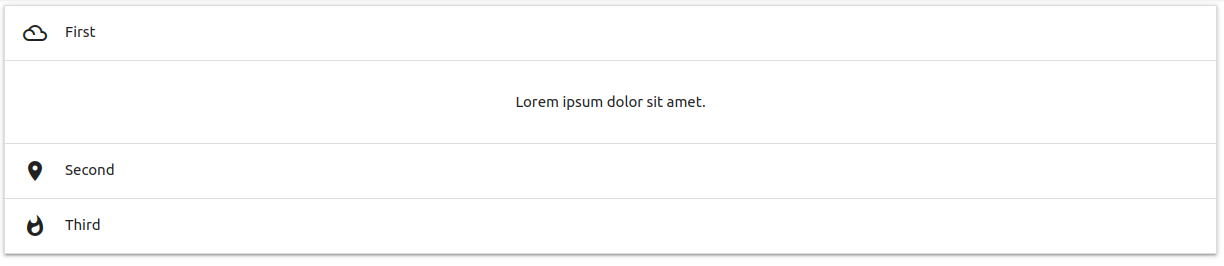 First
Lorem ipsum dolor sit amet.
Second
Third